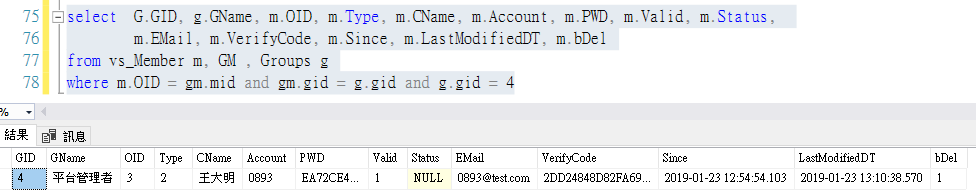 75 select  G.GID, g.GName, m.OID, m.Type, m.CName, m.Account, m.PWD, m.Valid, m.Status,
76 m.EMail, m.VerifyCode, m.Since, m.LastModifiedDT, m.bDel
77 from vs_Member m, GM , Groups g
78 where m.OID = gm.mid and gm.gid = g.gid and g.gid = 4
%
結果 訊息
GID GName OID Type CName Account PWD Valid Status EMail VerifyCode Since LastModifiedDT bDel
4 平台管理者 3 2 王大明 0893 EA72CE4... 1 NULL 0893@test.com 2DD24848D82FA69... 2019-01-23 12:54:54.103 2019-01-23 13:10:38.570 1